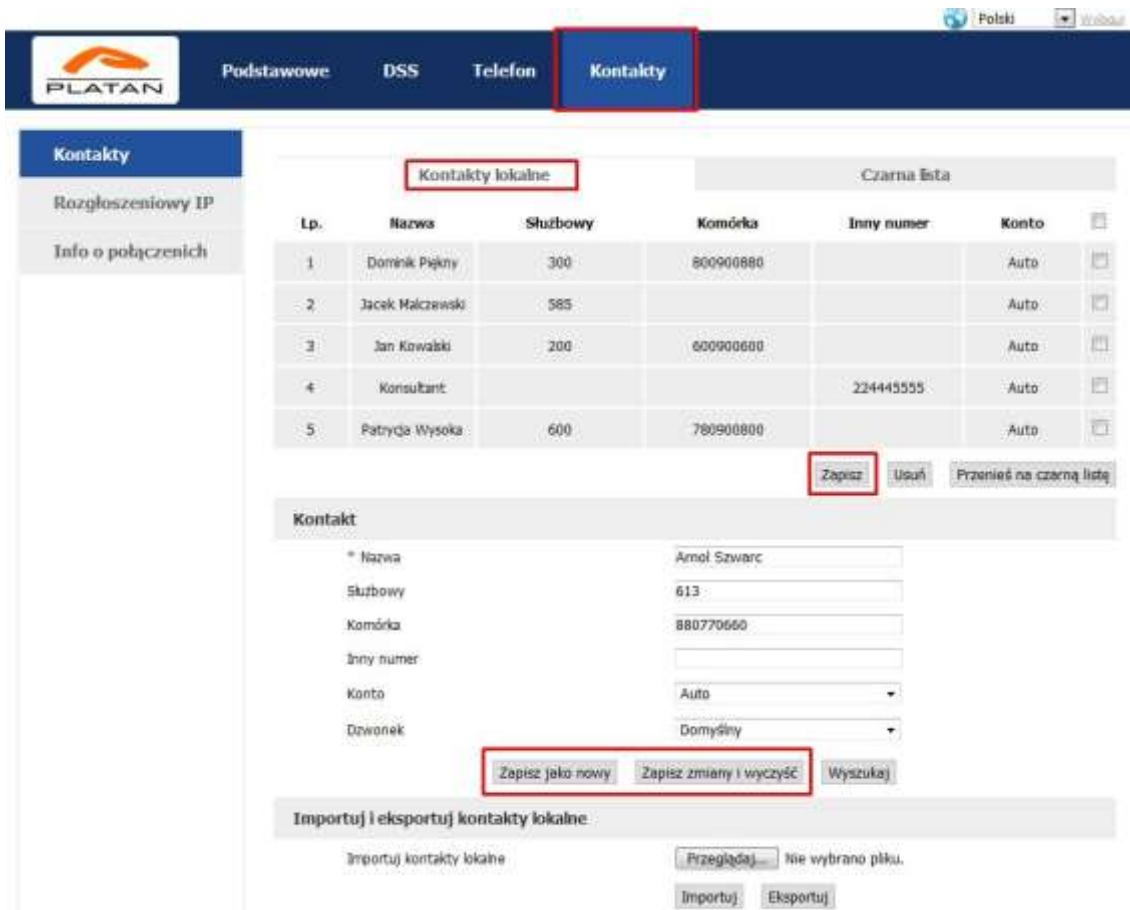 Polski
PLATAN
Podstawowe DSS Telefon Kontakty
Kontakty
Rozgłoszeniowy IP
Info o połączenich
Kontakty lokalne Czarna lista
Lp. Nazwa Służbowy Komórka Inny numer Konto
1 Dominik Piękny 300 800900880 Auto
2 Jacek Malczewski 585 Auto
3 Jan Kowalski 200 600900600 Auto
4 Konsultant 224445555 Auto
5 Patrycja Wysoka 600 780900800 Auto
Zapisz Usuń Przenieś na czarną listę
Kontakt
* Nazwa Arnol Szwarc
Służbowy 613
Komórka 880770660
Inny numer
Konto Auto
Dzwonek Domyślny
Zapisz jako nowy Zapisz zmiany i wyczyść Wyszukaj
Importuj i eksportuj kontakty lokalne
Importuj kontakty lokalne Przeglądaj... Nie wybrano pliku.
Importuj Eksportuj